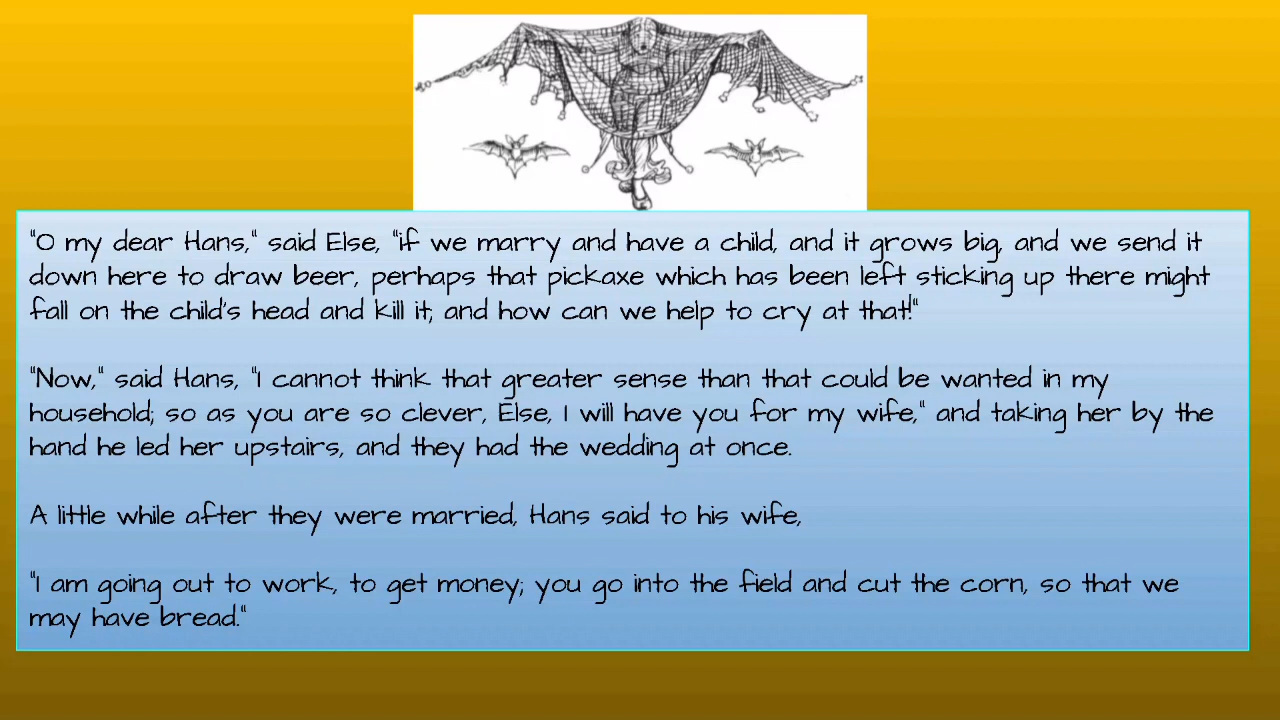 "O my dear Hans," said Else, "if we marry and have a child, and it grows big, and we send it
down here to draw beer, perhaps that pickaxe which has been left sticking up there might
fall on the child's head and kill it; and how can we help to cry at that!"
"Now," said Hans, "I cannot think that greater sense than that could be wanted in my
household; so as you are so clever, Else, I will have you for my wife," and taking her by the
hand he led her upstairs, and they had the wedding at once.
A little while after they were married, Hans said to his wife,
"I am going out to work, to get money; you go into the field and cut the corn, so that we
may have bread."